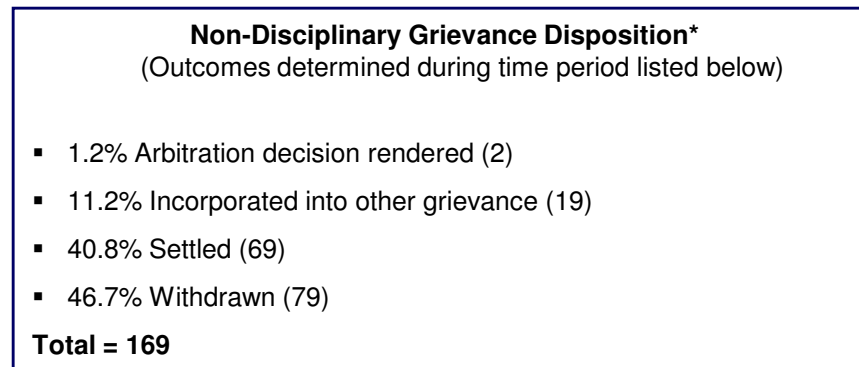 Non-Disciplinary Grievance Disposition*
(Outcomes determined during time period listed below)
▪ 1.2% Arbitration decision rendered (2)
▪ 11.2% Incorporated into other grievance (19)
▪ 40.8% Settled (69)
▪ 46.7% Withdrawn (79)
Total = 169